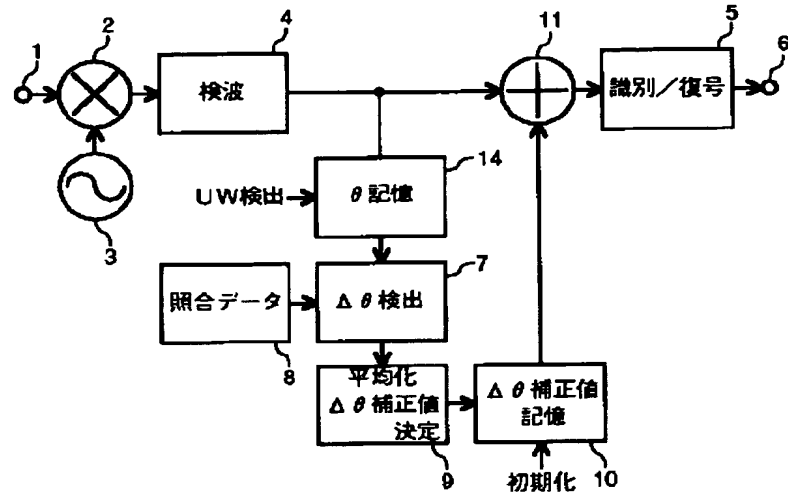 1
2
3
4
検波
11
5
識別／復号
6
UW検出
θ記憶
14
照合データ
8
Δθ検出
7
平均化
Δθ補正値
決定
9
Δθ補正値
記憶
10
初期化